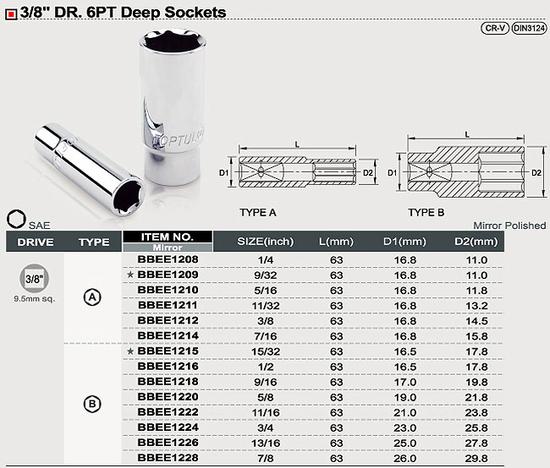 3/8" DR. 6PT Deep Sockets
CR-V DIN3124
L L
D1 D2 D1 D2
TYPE A TYPE B
SAE Mirror Polished
DRIVE TYPE ITEM NO. SIZE(inch) L(mm) D1(mm) D2(mm)
Mirror
BBEE1208 1/4 63 16.8 11.0
★ BBEE1209 9/32 63 16.8 11.0
3/8" BBEE1210 5/16 63 16.8 11.8
9.5mm sq. A BBEE1211 11/32 63 16.8 13.2
BBEE1212 3/8 63 16.8 14.5
BBEE1214 7/16 63 16.8 15.8
★ BBEE1215 15/32 63 16.5 17.8
BBEE1216 1/2 63 16.5 17.8
BBEE1218 9/16 63 17.0 19.8
B BBEE1220 5/8 63 19.0 21.8
BBEE1222 11/16 63 21.0 23.8
BBEE1224 3/4 63 23.0 25.8
BBEE1226 13/16 63 25.0 27.8
BBEE1228 7/8 63 26.0 29.8